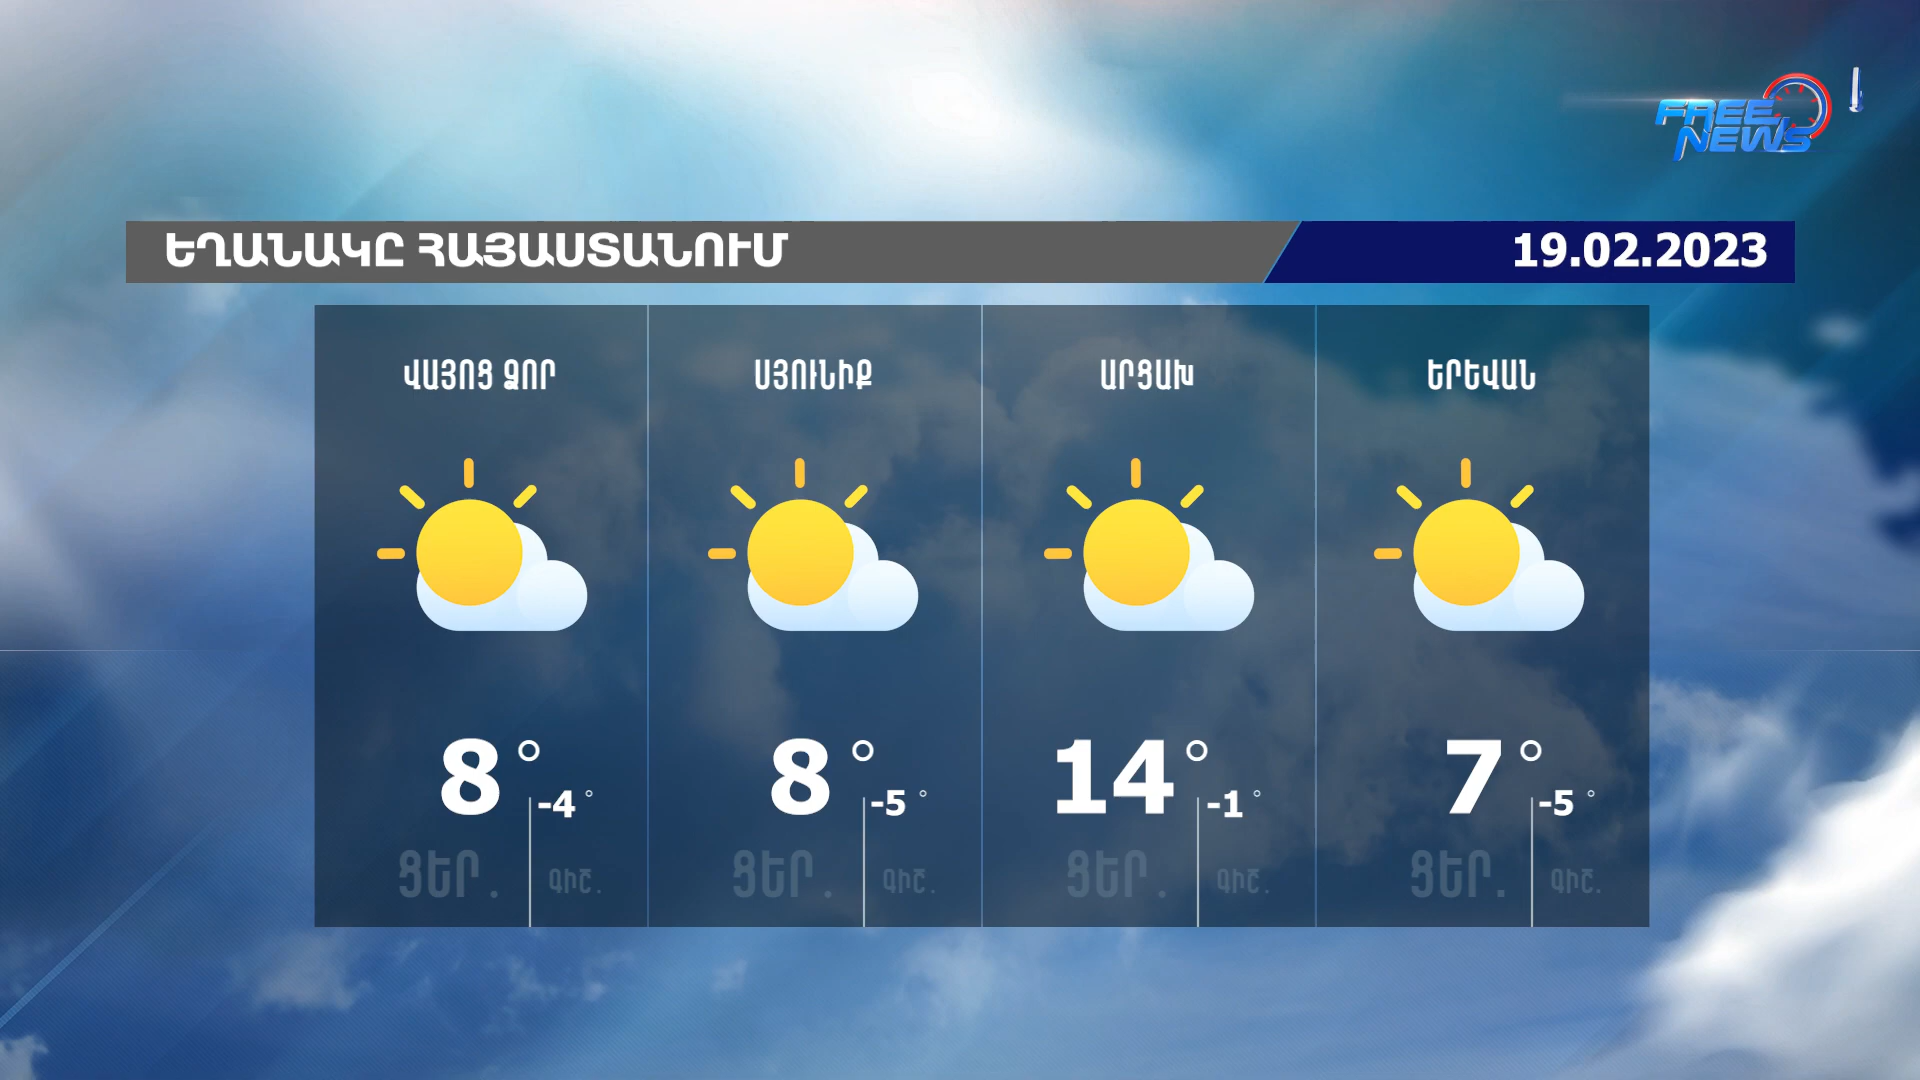 FREE
NEWS
ԵՂԱՆԱԿԸ ՀԱՅԱՍՏԱՆՈՒՄ
19.02.2023
ՎԱՅՈՑ ՁՈՐ
ՍՅՈՒՆԻՔ
ԱՐՑԱԽ
ԵՐԵՎԱՆ
8° -4°
8° -5°
14° -1°
7° -5°
ՑԵՐ. ԳԻՇ.
ՑԵՐ. ԳԻՇ.
ՑԵՐ. ԳԻՇ.
ՑԵՐ. ԳԻՇ.